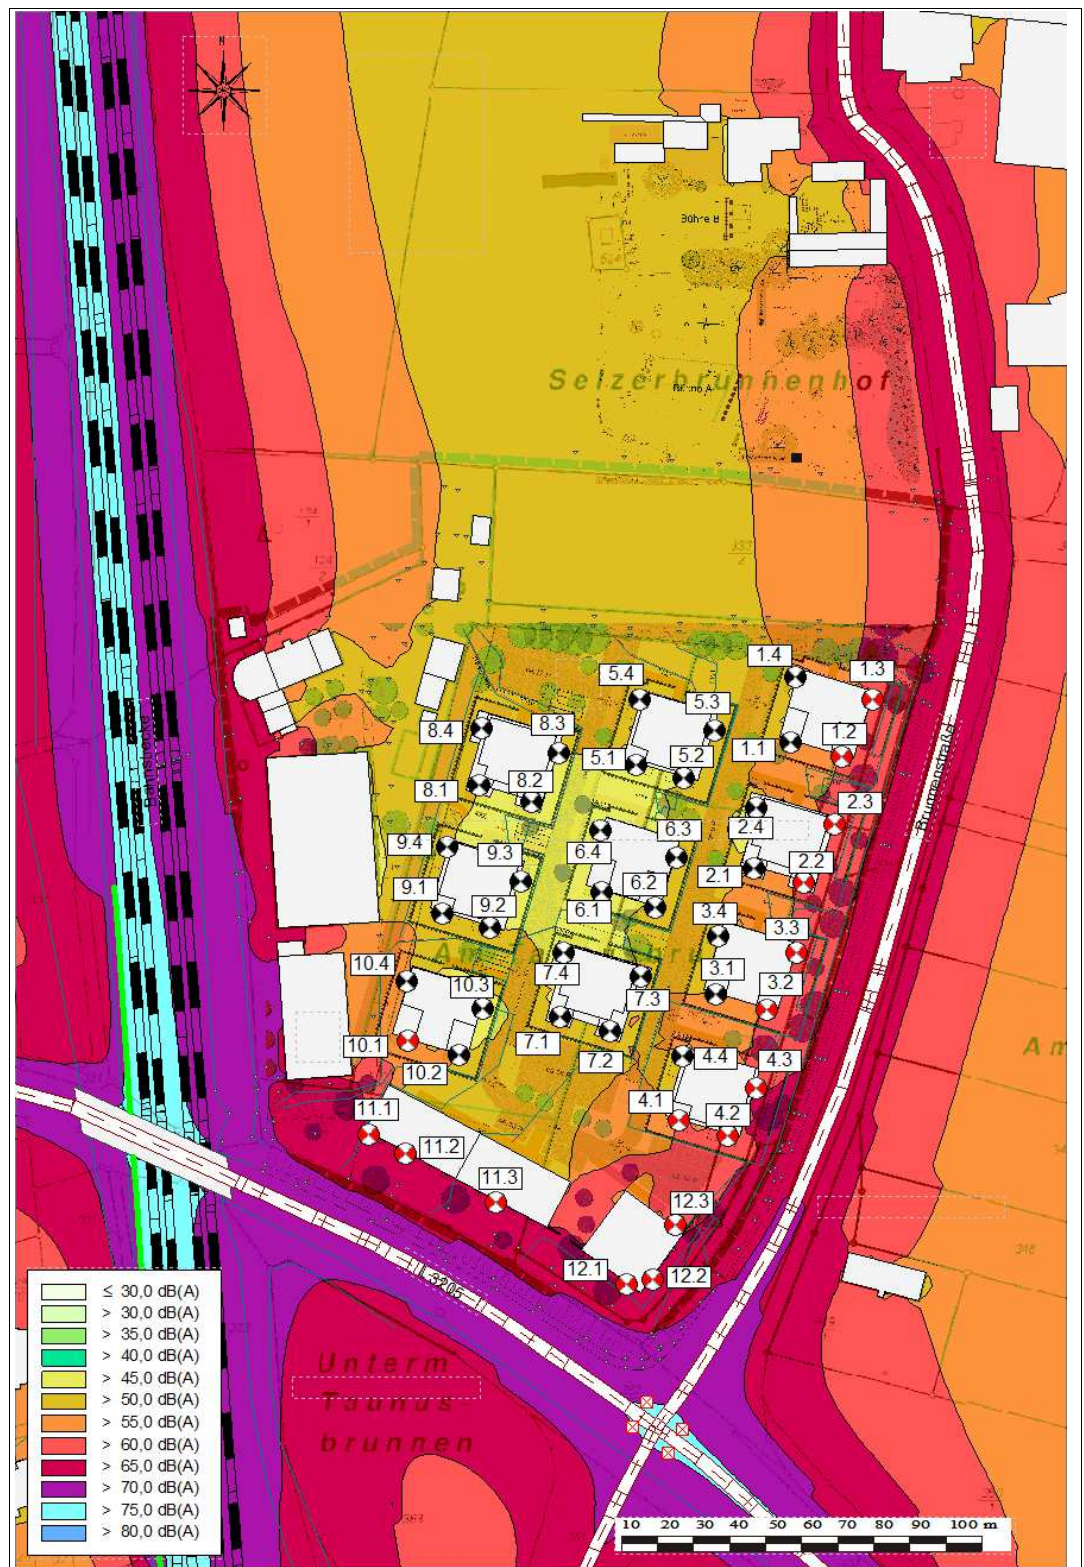 N
Bühne B
Selzerbrunnenhof
Bühne A
333
2
1.4
1.3
5.4
5.3
8.4
8.3
1.1
1.2
5.1
5.2
8.1
8.2
2.3
2.4
9.4
9.3
6.4
6.3
2.2
2.1
9.1
9.2
6.2
6.1
3.4
3.3
10.4
10.3
7.4
7.3
3.1
3.2
10.1
10.2
7.1
7.2
4.4
4.3
4.1
4.2
11.1
11.2
11.3
12.3
12.1
12.2
Bahnstrecke
Brunnenstraße
L 3205
Am
Unterm
Taunus
brunnen
≤ 30,0 dB(A)
> 30,0 dB(A)
> 35,0 dB(A)
> 40,0 dB(A)
> 45,0 dB(A)
> 50,0 dB(A)
> 55,0 dB(A)
> 60,0 dB(A)
> 65,0 dB(A)
> 70,0 dB(A)
> 75,0 dB(A)
> 80,0 dB(A)
10 20 30 40 50 60 70 80 90 100 m